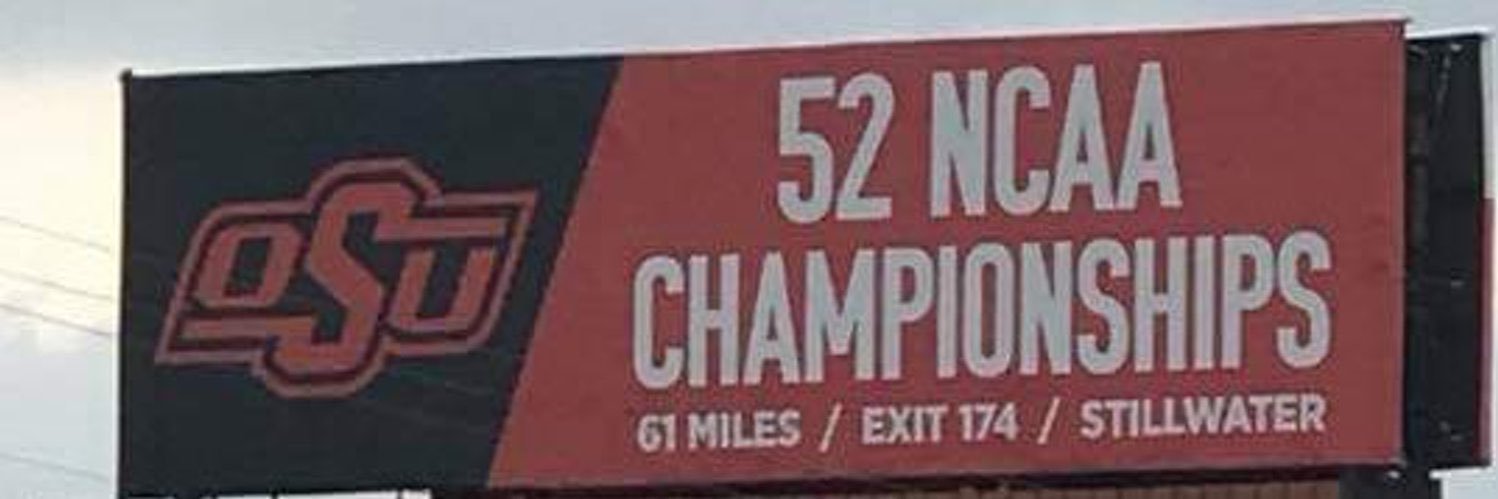 OSU
52 NCAA
CHAMPIONSHIPS
61 MILES / EXIT 174 / STILLWATER